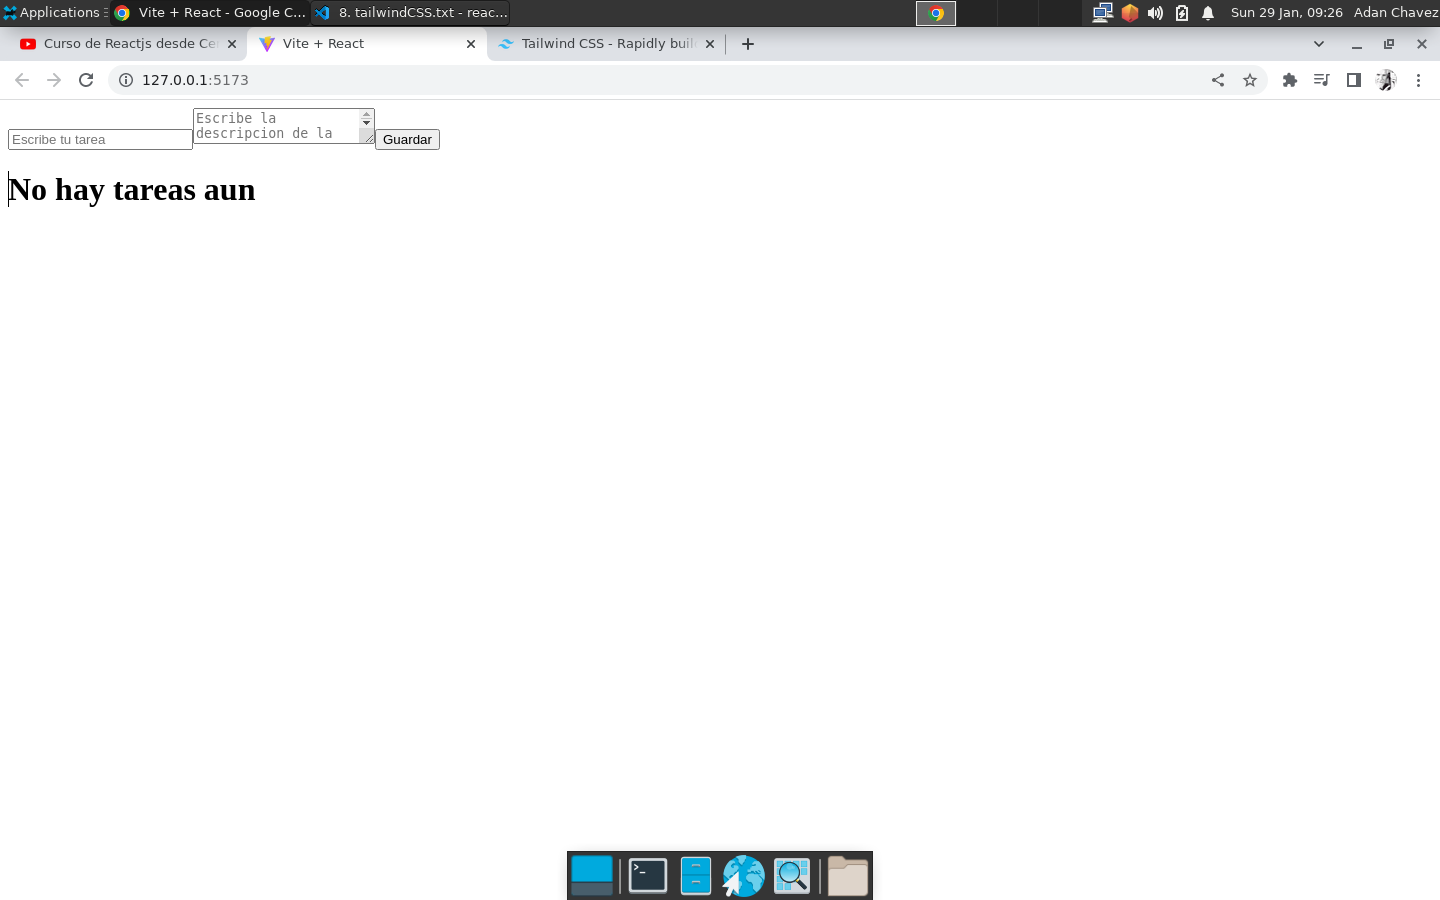 Applications
Vite + React - Google C...
8. tailwindCSS.txt - reac...
Sun 29 Jan, 09:26
Adan Chavez
Curso de Reactjs desde Ce
Vite + React
Tailwind CSS - Rapidly buil
127.0.0.1:5173
Escribe la
descripcion de la
Escribe tu tarea
Guardar
No hay tareas aun